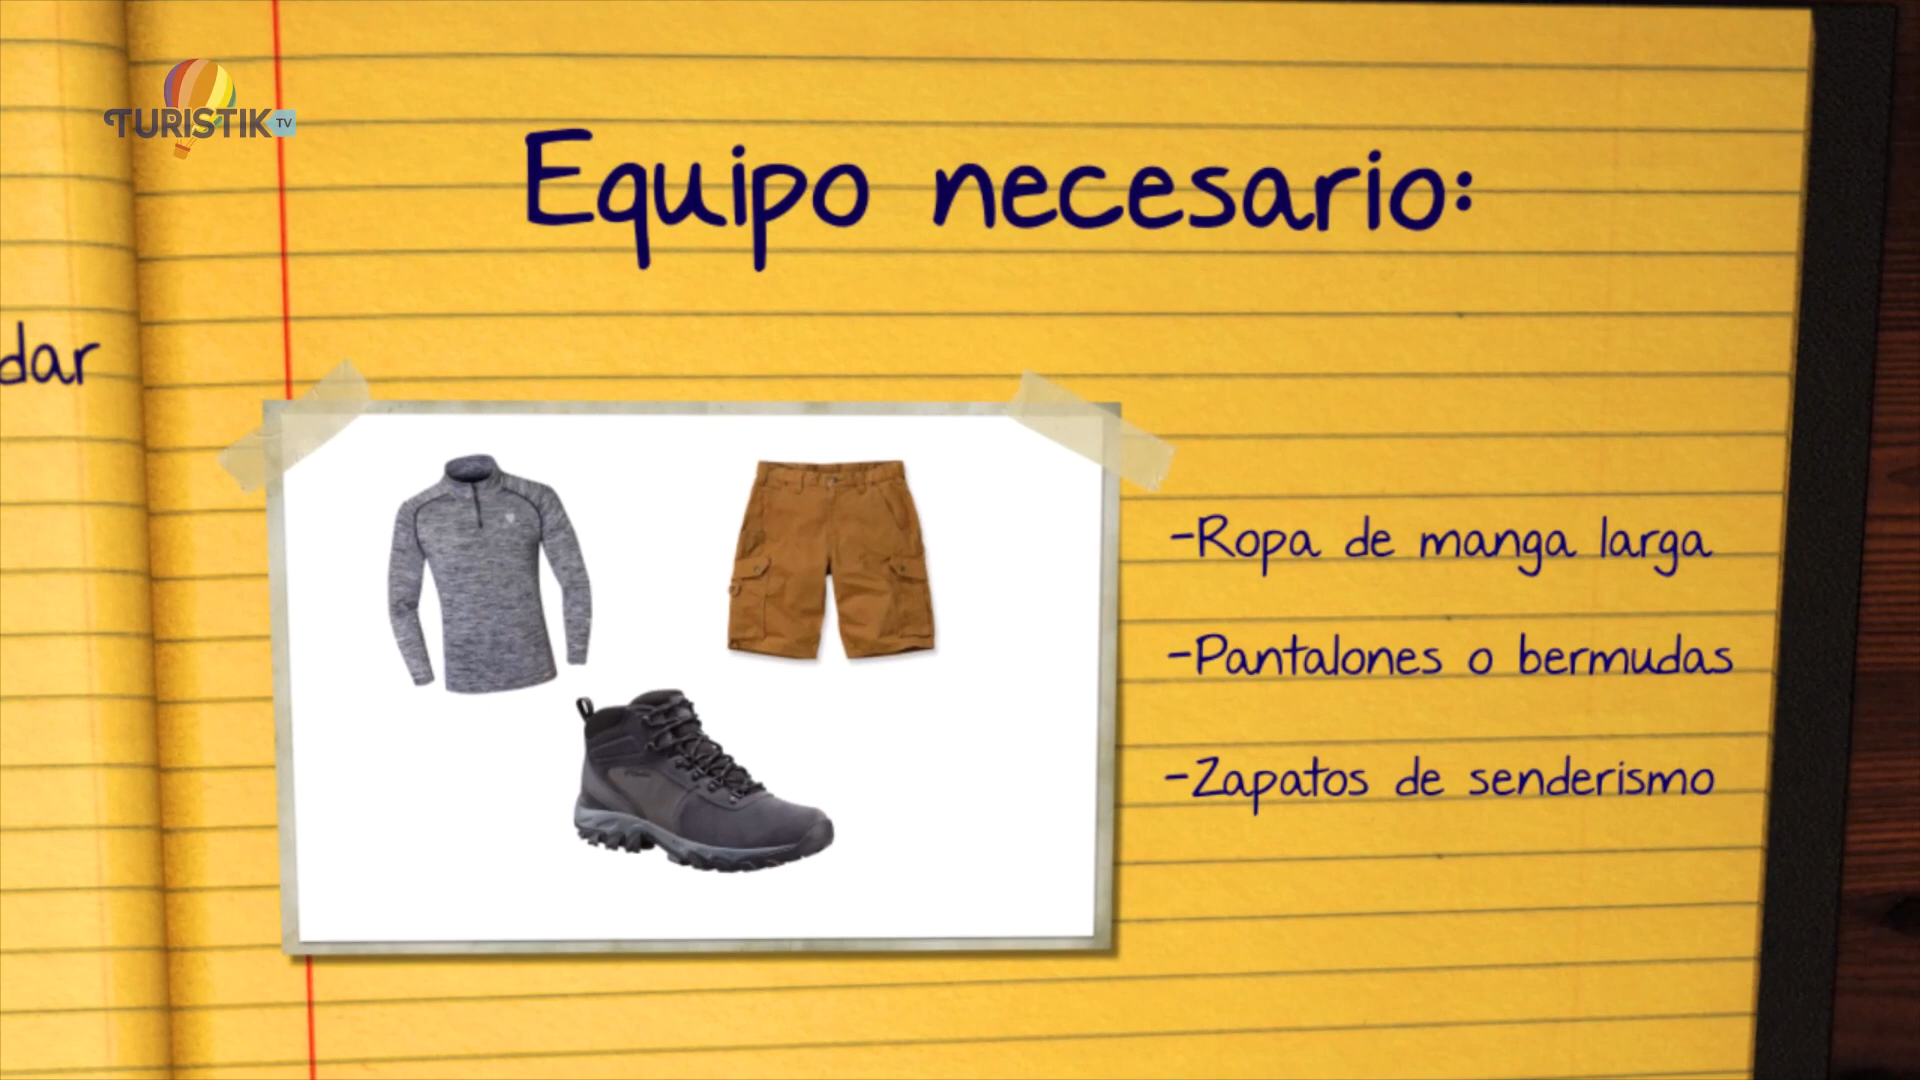 TURISTIK TV
Equipo necesario:
dar
-Ropa de manga larga
-Pantalones o bermudas
-Zapatos de senderismo